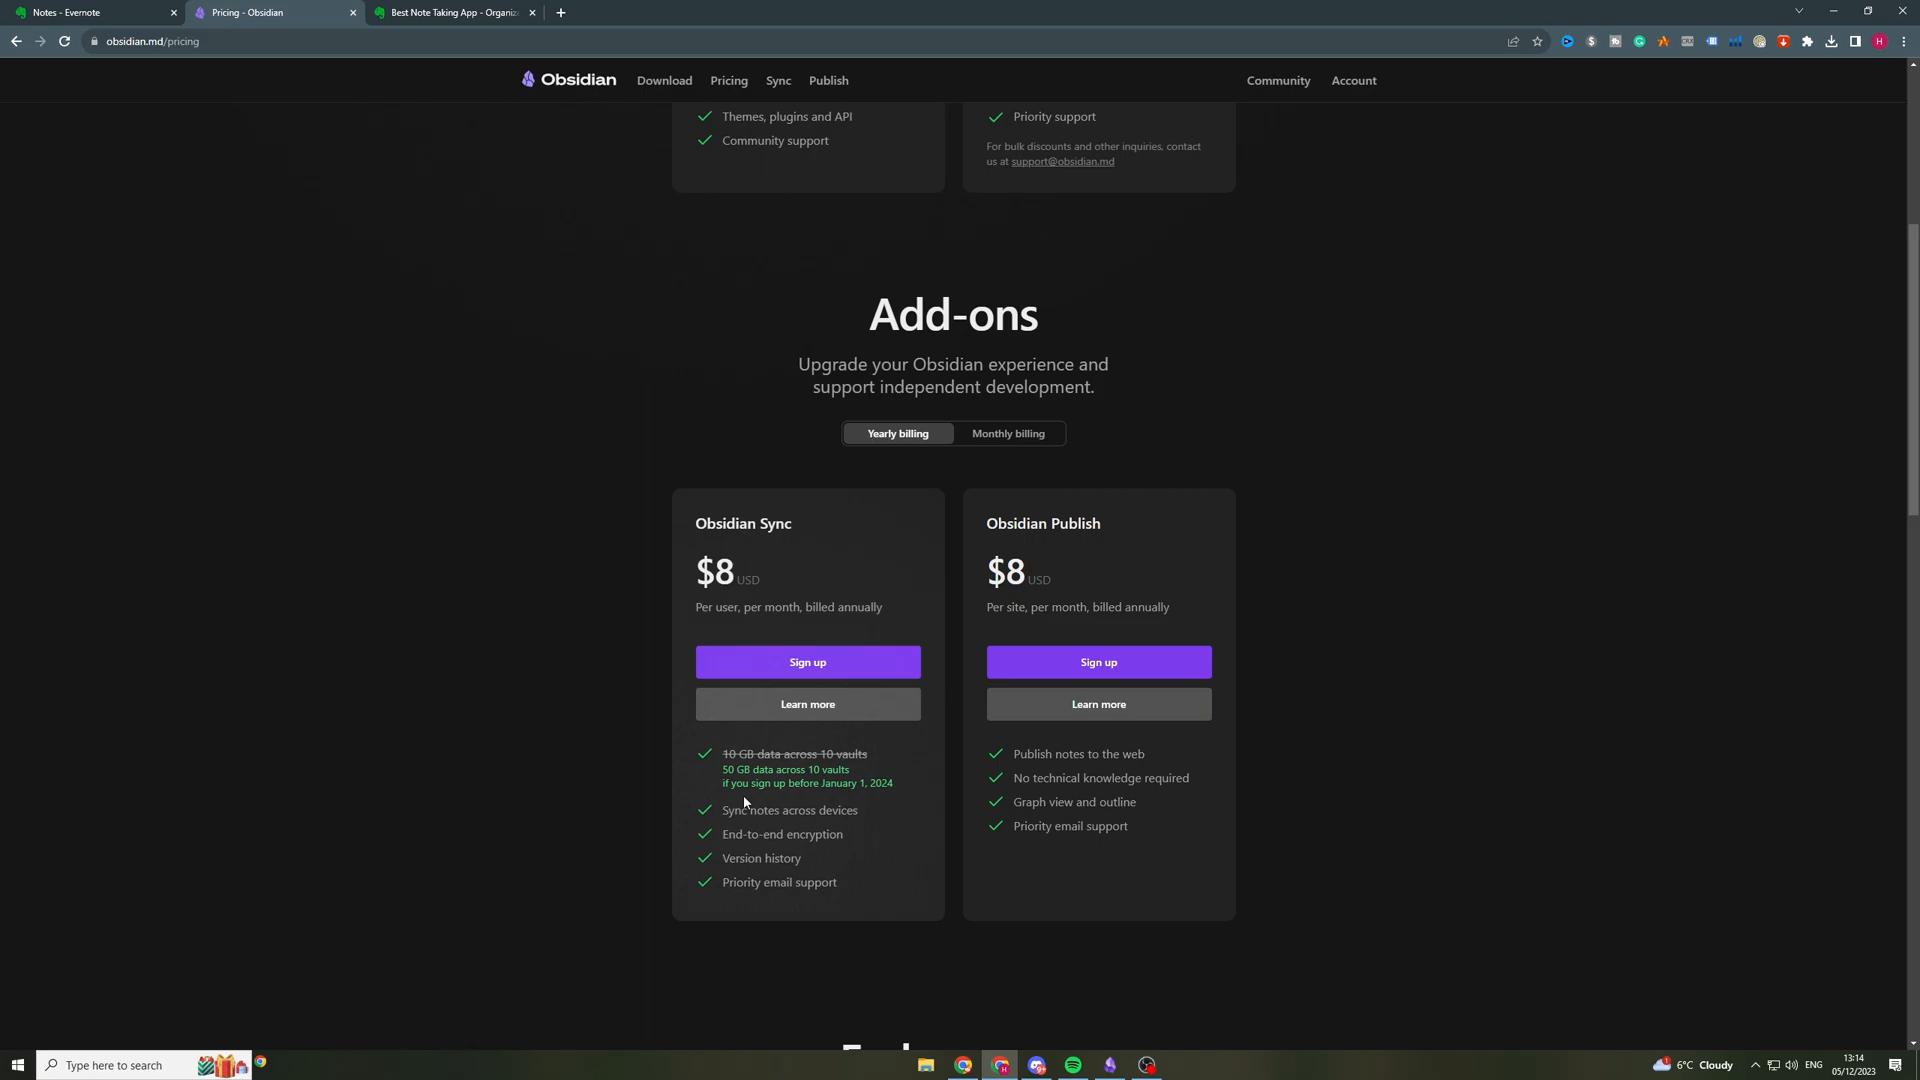 Notes - Evernote
Pricing - Obsidian
Best Note Taking App - Organiz
obsidian.md/pricing
Obsidian
Download
Pricing
Sync
Publish
Community
Account
Themes, plugins and API
Community support
Priority support
For bulk discounts and other inquiries, contact
us at support@obsidian.md
Add-ons
Upgrade your Obsidian experience and
support independent development.
Yearly billing
Monthly billing
Obsidian Sync
$8 USD
Per user, per month, billed annually
Sign up
Learn more
10 GB data across 10 vaults
50 GB data across 10 vaults
if you sign up before January 1, 2024
Sync notes across devices
End-to-end encryption
Version history
Priority email support
Obsidian Publish
$8 USD
Per site, per month, billed annually
Sign up
Learn more
Publish notes to the web
No technical knowledge required
Graph view and outline
Priority email support
Type here to search
6°C Cloudy
ENG
13:14
05/12/2023